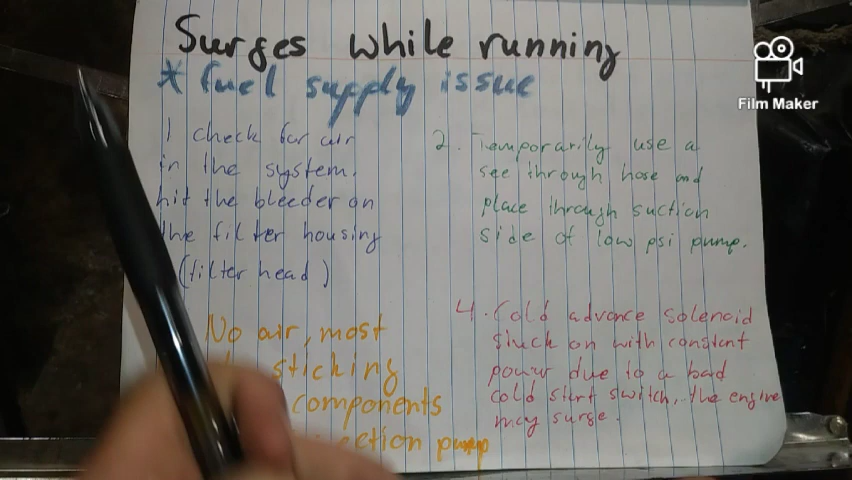 Surges while running
* fuel supply issue
1 check for air
in the system.
hit the bleeder on
the filter housing
(filter head)
2. Temporarily use a
see through hose and
place through suction
side of low psi pump.
No air, most
sticking
components
pump
4. Cold advance solenoid
stuck on with constant
power due to a bad
cold start switch, the engine
may surge.
Film Maker